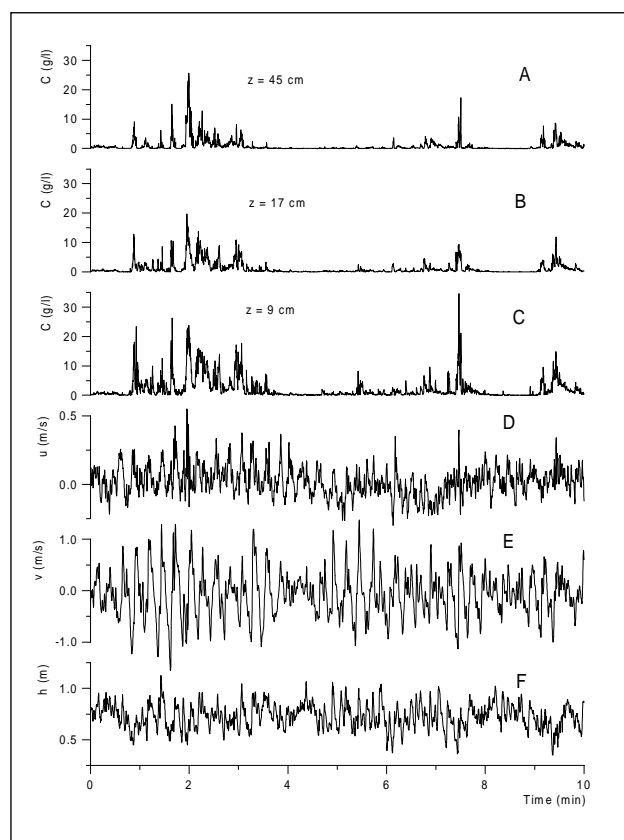 C (g/l)
30
20
10
0
z = 45 cm
A
C (g/l)
30
20
10
0
z = 17 cm
B
C (g/l)
30
20
10
0
z = 9 cm
C
u (m/s)
0.5
0.0
D
v (m/s)
1.0
0.0
-1.0
E
h (m)
1.0
0.5
F
0 2 4 6 8 10
Time (min)